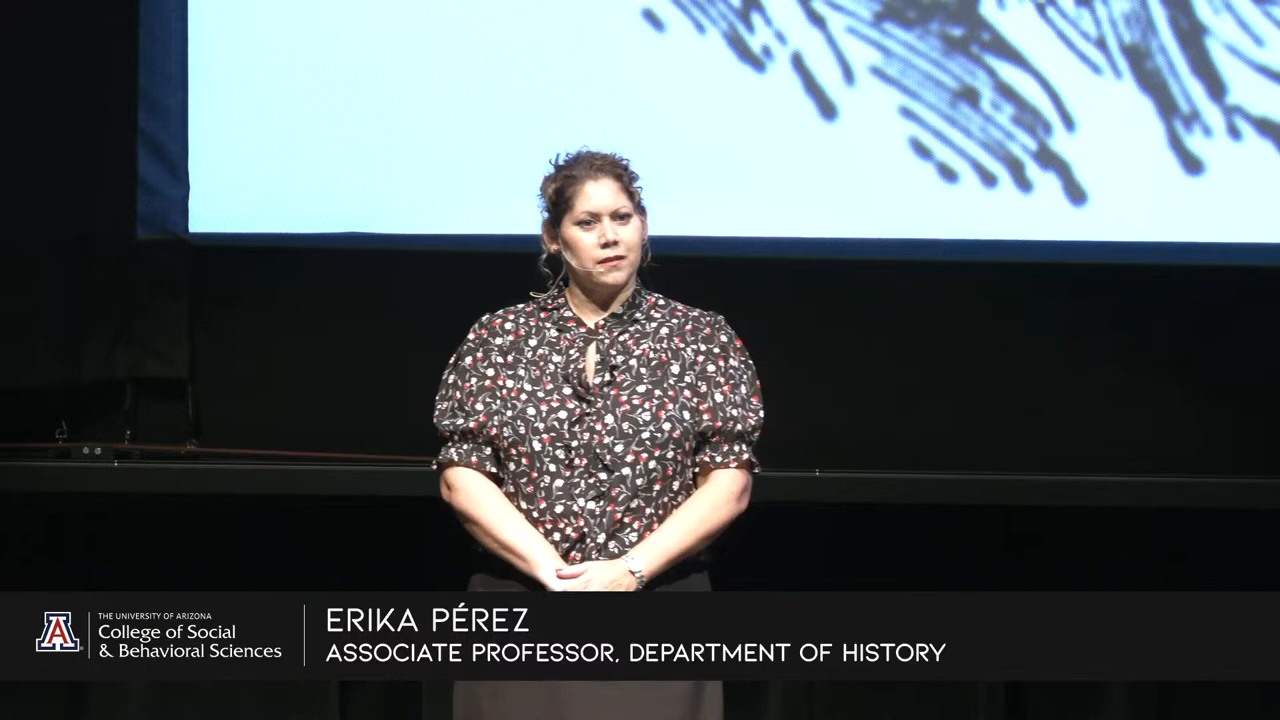 THE UNIVERSITY OF ARIZONA
College of Social
& Behavioral Sciences
A
ERIKA PÉREZ
ASSOCIATE PROFESSOR, DEPARTMENT OF HISTORY